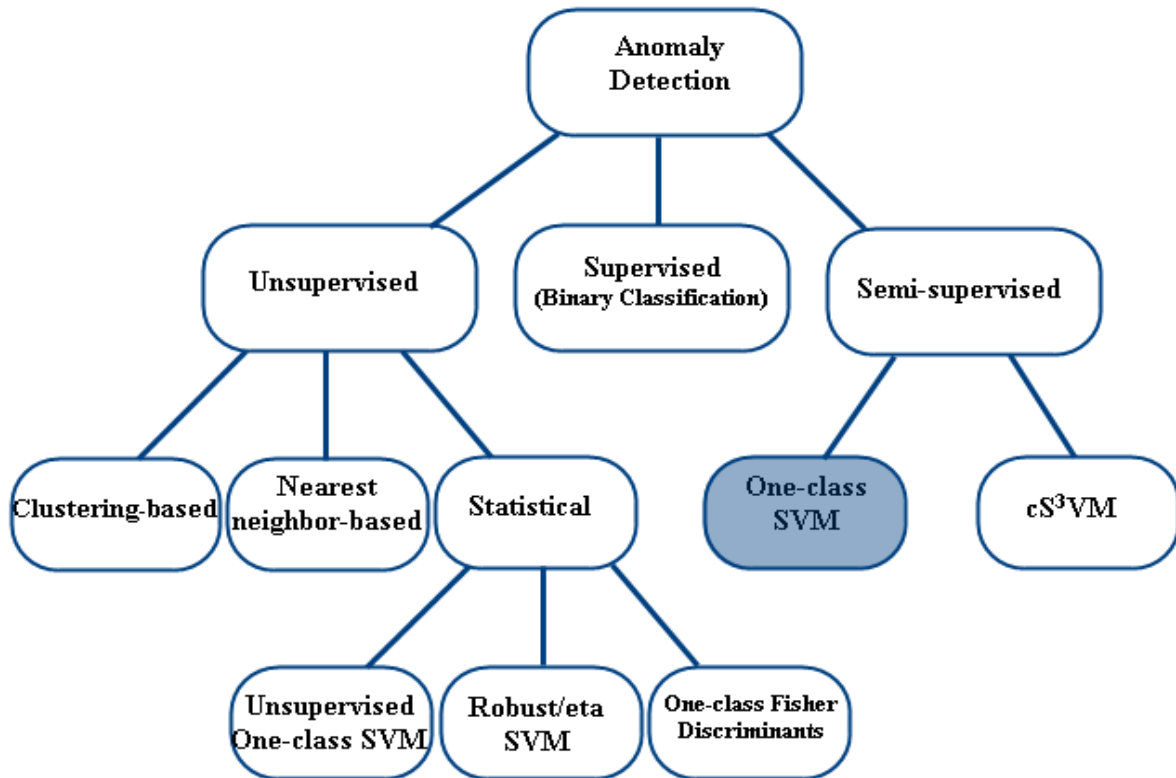 Anomaly
Detection
Unsupervised
Supervised
(Binary Classification)
Semi-supervised
Clustering-based
Nearest
neighbor-based
Statistical
One-class
SVM
cS³VM
Unsupervised
One-class SVM
Robust/eta
SVM
One-class Fisher
Discriminants